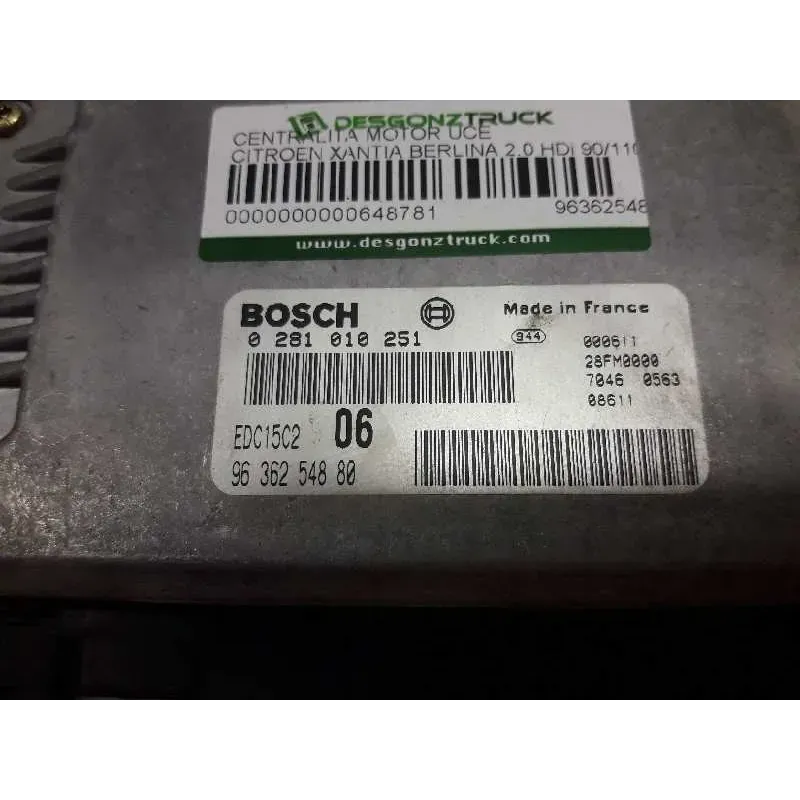 DESGONZTRUCK
CENTRALITA MOTOR UCE
CITROEN XANTIA BERLINA 2.0 HDI 90/110
0000000000648781 96362548
www.desgonztruck.com
BOSCH Made in France
0 281 010 251 944 000611
28FM0000
7046 0563
08611
EDC15C2 06
96 362 548 80